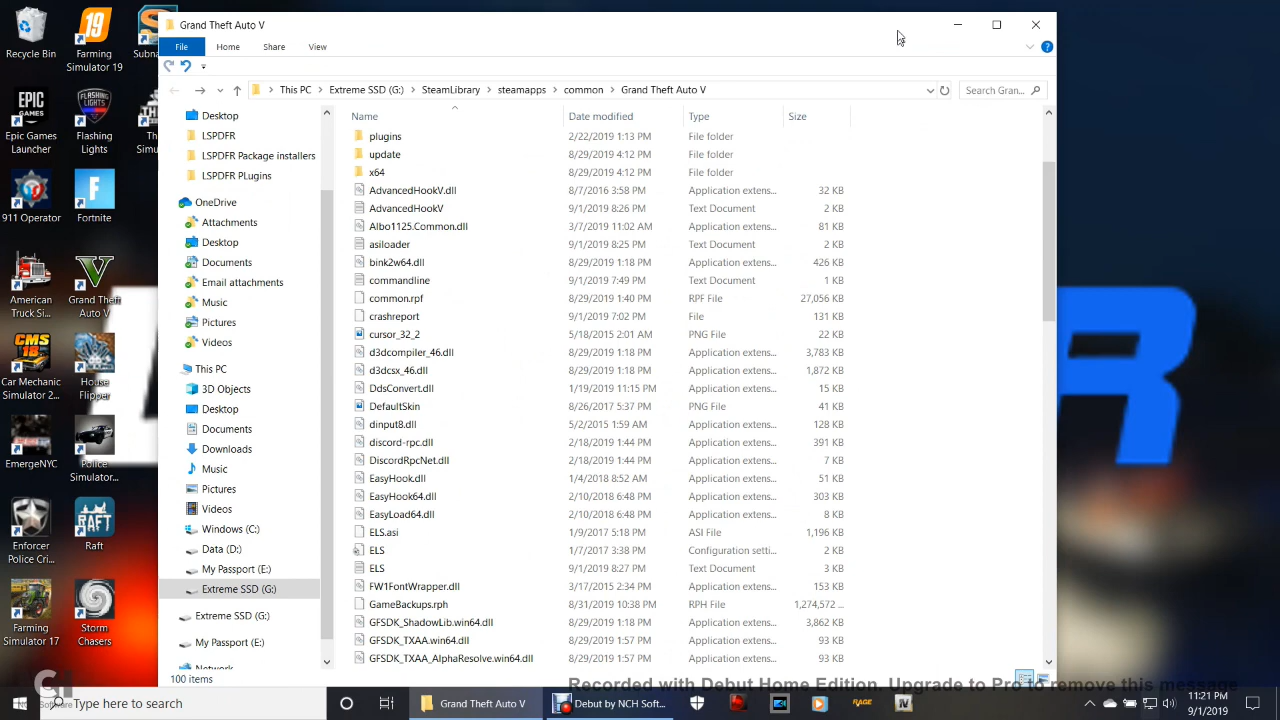 Grand Theft Auto V
File
Home
Share
View
This PC
Extreme SSD (G:)
SteamLibrary
steamapps
common
Grand Theft Auto V
Search Gran...
Name
Date modified
Type
Size
plugins 2/22/2019 1:13 PM File folder
update 8/29/2019 4:12 PM File folder
x64 8/29/2019 4:12 PM File folder
AdvancedHookV.dll 8/7/2016 3:58 PM Application extens... 32 KB
AdvancedHookV 9/1/2019 8:26 PM Text Document 2 KB
Albo1125.Common.dll 3/7/2019 11:02 AM Application extens... 81 KB
asiloader 9/1/2019 8:25 PM Text Document 2 KB
bink2w64.dll 8/29/2019 1:18 PM Application extens... 426 KB
commandline 9/1/2019 7:49 PM Text Document 2 KB
common.rpf 8/29/2019 1:40 PM RPF File 27,056 KB
crashreport 9/1/2019 7:02 PM File 131 KB
cursor_32_2 5/18/2015 2:01 AM PNG File 22 KB
d3dcompiler_46.dll 8/29/2019 1:18 PM Application extens... 3,783 KB
d3dcsx_46.dll 8/29/2019 1:18 PM Application extens... 1,872 KB
DdsConvert.dll 1/19/2019 11:15 PM Application extens... 15 KB
DefaultSkin 8/26/2017 5:37 PM PNG File 41 KB
dinput8.dll 5/2/2015 1:59 AM Application extens... 128 KB
discord-rpc.dll 2/18/2019 1:44 PM Application extens... 391 KB
DiscordRpcNet.dll 2/18/2019 1:44 PM Application extens... 7 KB
EasyHook.dll 1/4/2018 8:52 AM Application extens... 51 KB
EasyHook64.dll 2/10/2018 6:48 PM Application extens... 303 KB
EasyLoad64.dll 2/10/2018 6:48 PM Application extens... 8 KB
ELS.asi 1/9/2017 5:18 PM ASI File 1,196 KB
ELS 1/7/2017 3:38 PM Configuration setti... 2 KB
ELS 9/1/2019 8:27 PM Text Document 3 KB
FW1FontWrapper.dll 3/17/2015 2:34 PM Application extens... 153 KB
GameBackups.rph 8/31/2019 10:38 PM RPH File 1,274,572 ...
GFSDK_ShadowLib.win64.dll 8/29/2019 1:18 PM Application extens... 3,862 KB
GFSDK_TXAA.win64.dll 8/29/2019 1:57 PM Application extens... 93 KB
GFSDK_TXAA_AlphaResolve.win64.dll 8/29/2019 1:57 PM Application extens... 93 KB
Desktop
LSPDFR
LSPDFR Package installers
LSPDFR PLugins
OneDrive
Attachments
Desktop
Documents
Email attachments
Music
Pictures
Videos
This PC
3D Objects
Desktop
Documents
Downloads
Music
Pictures
Videos
Windows (C:)
Data (D:)
My Passport (E:)
Extreme SSD (G:)
Extreme SSD (G:)
My Passport (E:)
Network
100 items
Recycle Bin
19
Farming
Simulator 19
EPIC
GAMES
Epic Games
Launcher
FLASHING
LIGHTS
Flashing
Lights
911 Operator
F
Fortnite
American
Truck Si...
V
Grand Theft
Auto V
CMS
18
Car Mechanic
Simulator 2...
House
Flipper
EmergeNYC
Police
Simulator...
Enforcer
Police Cri...
RAFT
Raft
Farming
Simulator 17
Storm
Chasers
R
Recorded with Debut Home Edition. Upgrade to Pro to remove this message
Type here to search
Grand Theft Auto V
Debut by NCH Soft...
RAGE
IV
11:21 PM
9/1/2019